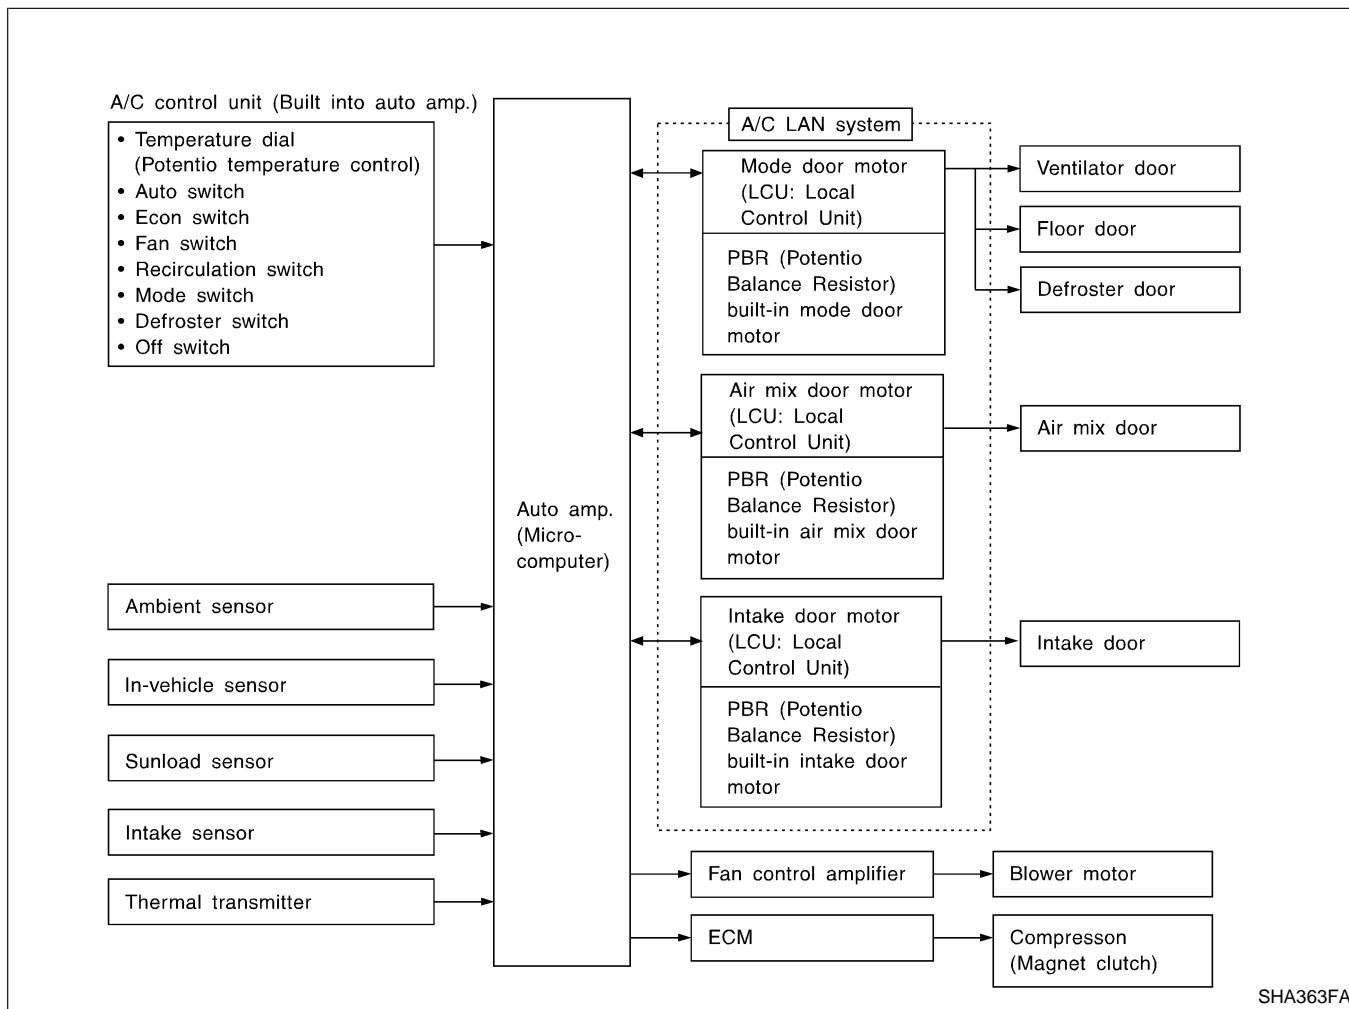 A/C control unit (Built into auto amp.)
• Temperature dial
(Potentio temperature control)
• Auto switch
• Econ switch
• Fan switch
• Recirculation switch
• Mode switch
• Defroster switch
• Off switch
Ambient sensor
In-vehicle sensor
Sunload sensor
Intake sensor
Thermal transmitter
Auto amp.
(Micro-
computer)
A/C LAN system
Mode door motor
(LCU: Local
Control Unit)
PBR (Potentio
Balance Resistor)
built-in mode door
motor
Air mix door motor
(LCU: Local
Control Unit)
PBR (Potentio
Balance Resistor)
built-in air mix door
motor
Intake door motor
(LCU: Local
Control Unit)
PBR (Potentio
Balance Resistor)
built-in intake door
motor
Fan control amplifier
ECM
Ventilator door
Floor door
Defroster door
Air mix door
Intake door
Blower motor
Compresson
(Magnet clutch)
SHA363FA